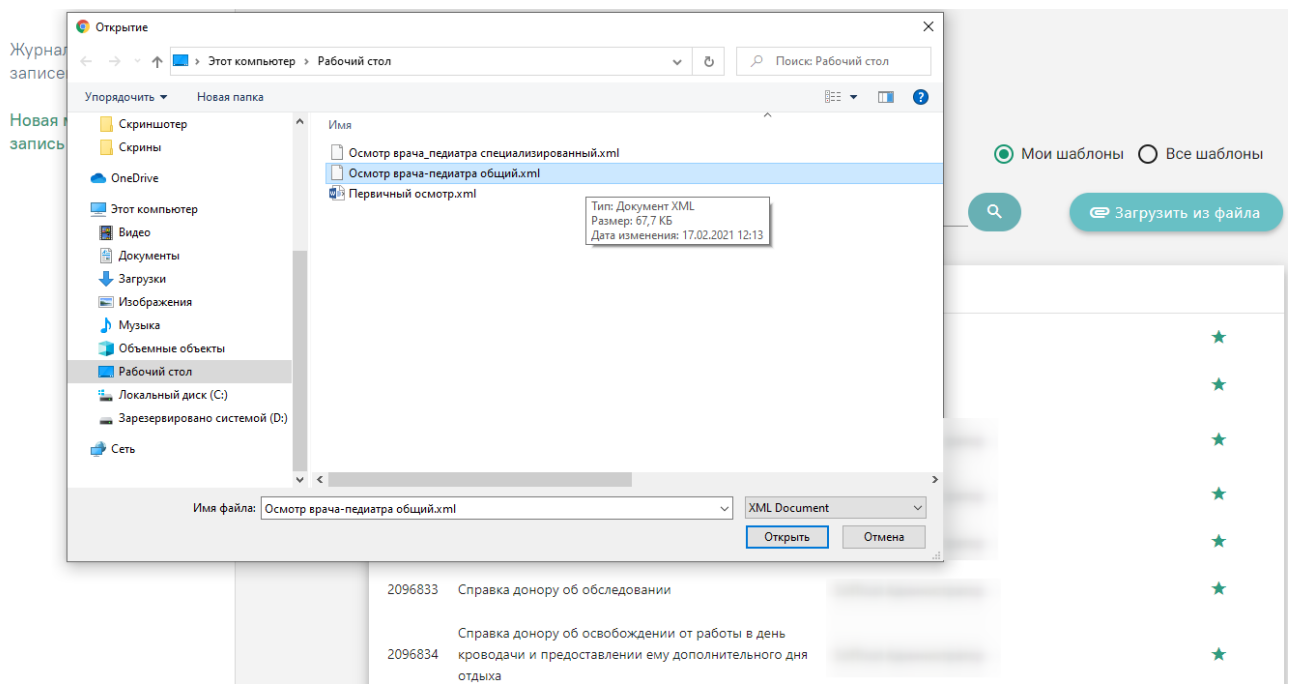 Открытие
Журнал
записе
Новая
запись
Этот компьютер › Рабочий стол
Поиск: Рабочий стол
Упорядочить
Новая папка
Скриншотер
Скрины
OneDrive
Этот компьютер
Видео
Документы
Загрузки
Изображения
Музыка
Объемные объекты
Рабочий стол
Локальный диск (C:)
Зарезервировано системой (D:)
Сеть
Имя
Осмотр врача_педиатра специализированный.xml
Осмотр врача-педиатра общий.xml
Первичный осмотр.xml
Тип: Документ XML
Размер: 67,7 КБ
Дата изменения: 17.02.2021 12:13
Имя файла: Осмотр врача-педиатра общий.xml
XML Document
Открыть
Отмена
Мои шаблоны
Все шаблоны
Загрузить из файла
2096833 Справка донору об обследовании
Справка донору об освобождении от работы в день
2096834 кроводачи и предоставлении ему дополнительного дня
отдыха